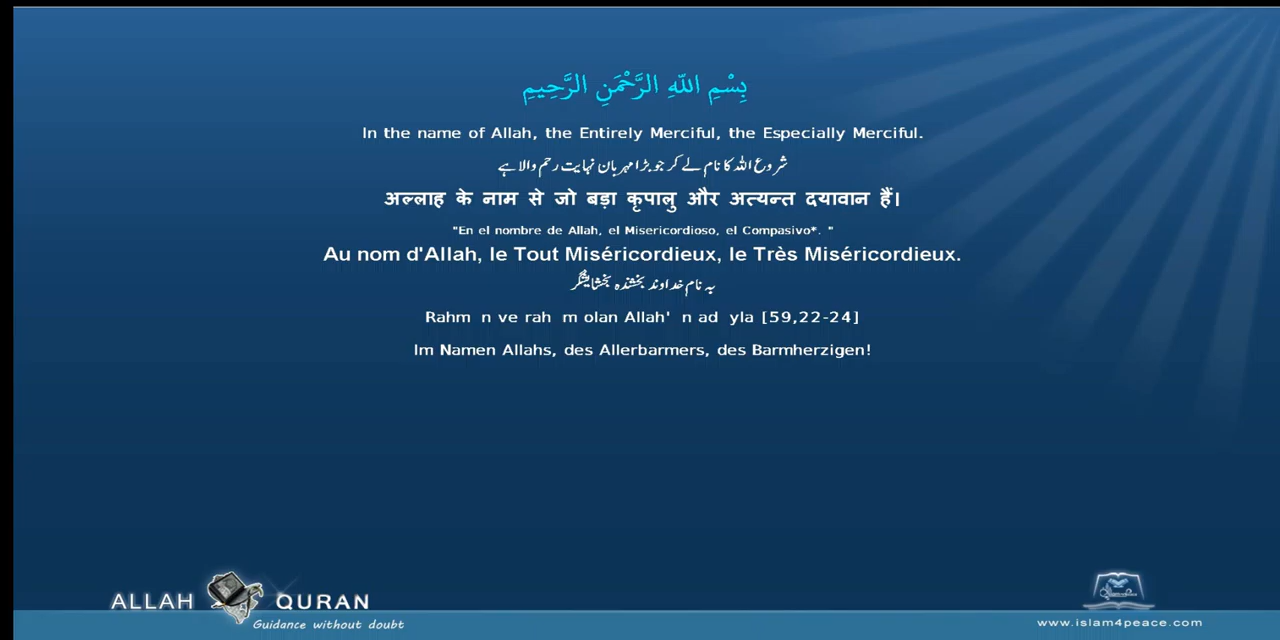 بِسْمِ اللَّهِ الرَّحْمَنِ الرَّحِيمِ
In the name of Allah, the Entirely Merciful, the Especially Merciful.
شروع الله کا نام لے کر جو بڑا مہربان نہایت رحم والا ہے
अल्लाह के नाम से जो बड़ा कृपालु और अत्यन्त दयावान हैं।
"En el nombre de Allah, el Misericordioso, el Compasivo*. "
Au nom d'Allah, le Tout Miséricordieux, le Très Miséricordieux.
به نام خداوند بخشنده بخشایشگر
Rahm n ve rah m olan Allah' n ad yla [59,22-24]
Im Namen Allahs, des Allerbarmers, des Barmherzigen!
ALLAH QURAN
Guidance without doubt
www.islam4peace.com